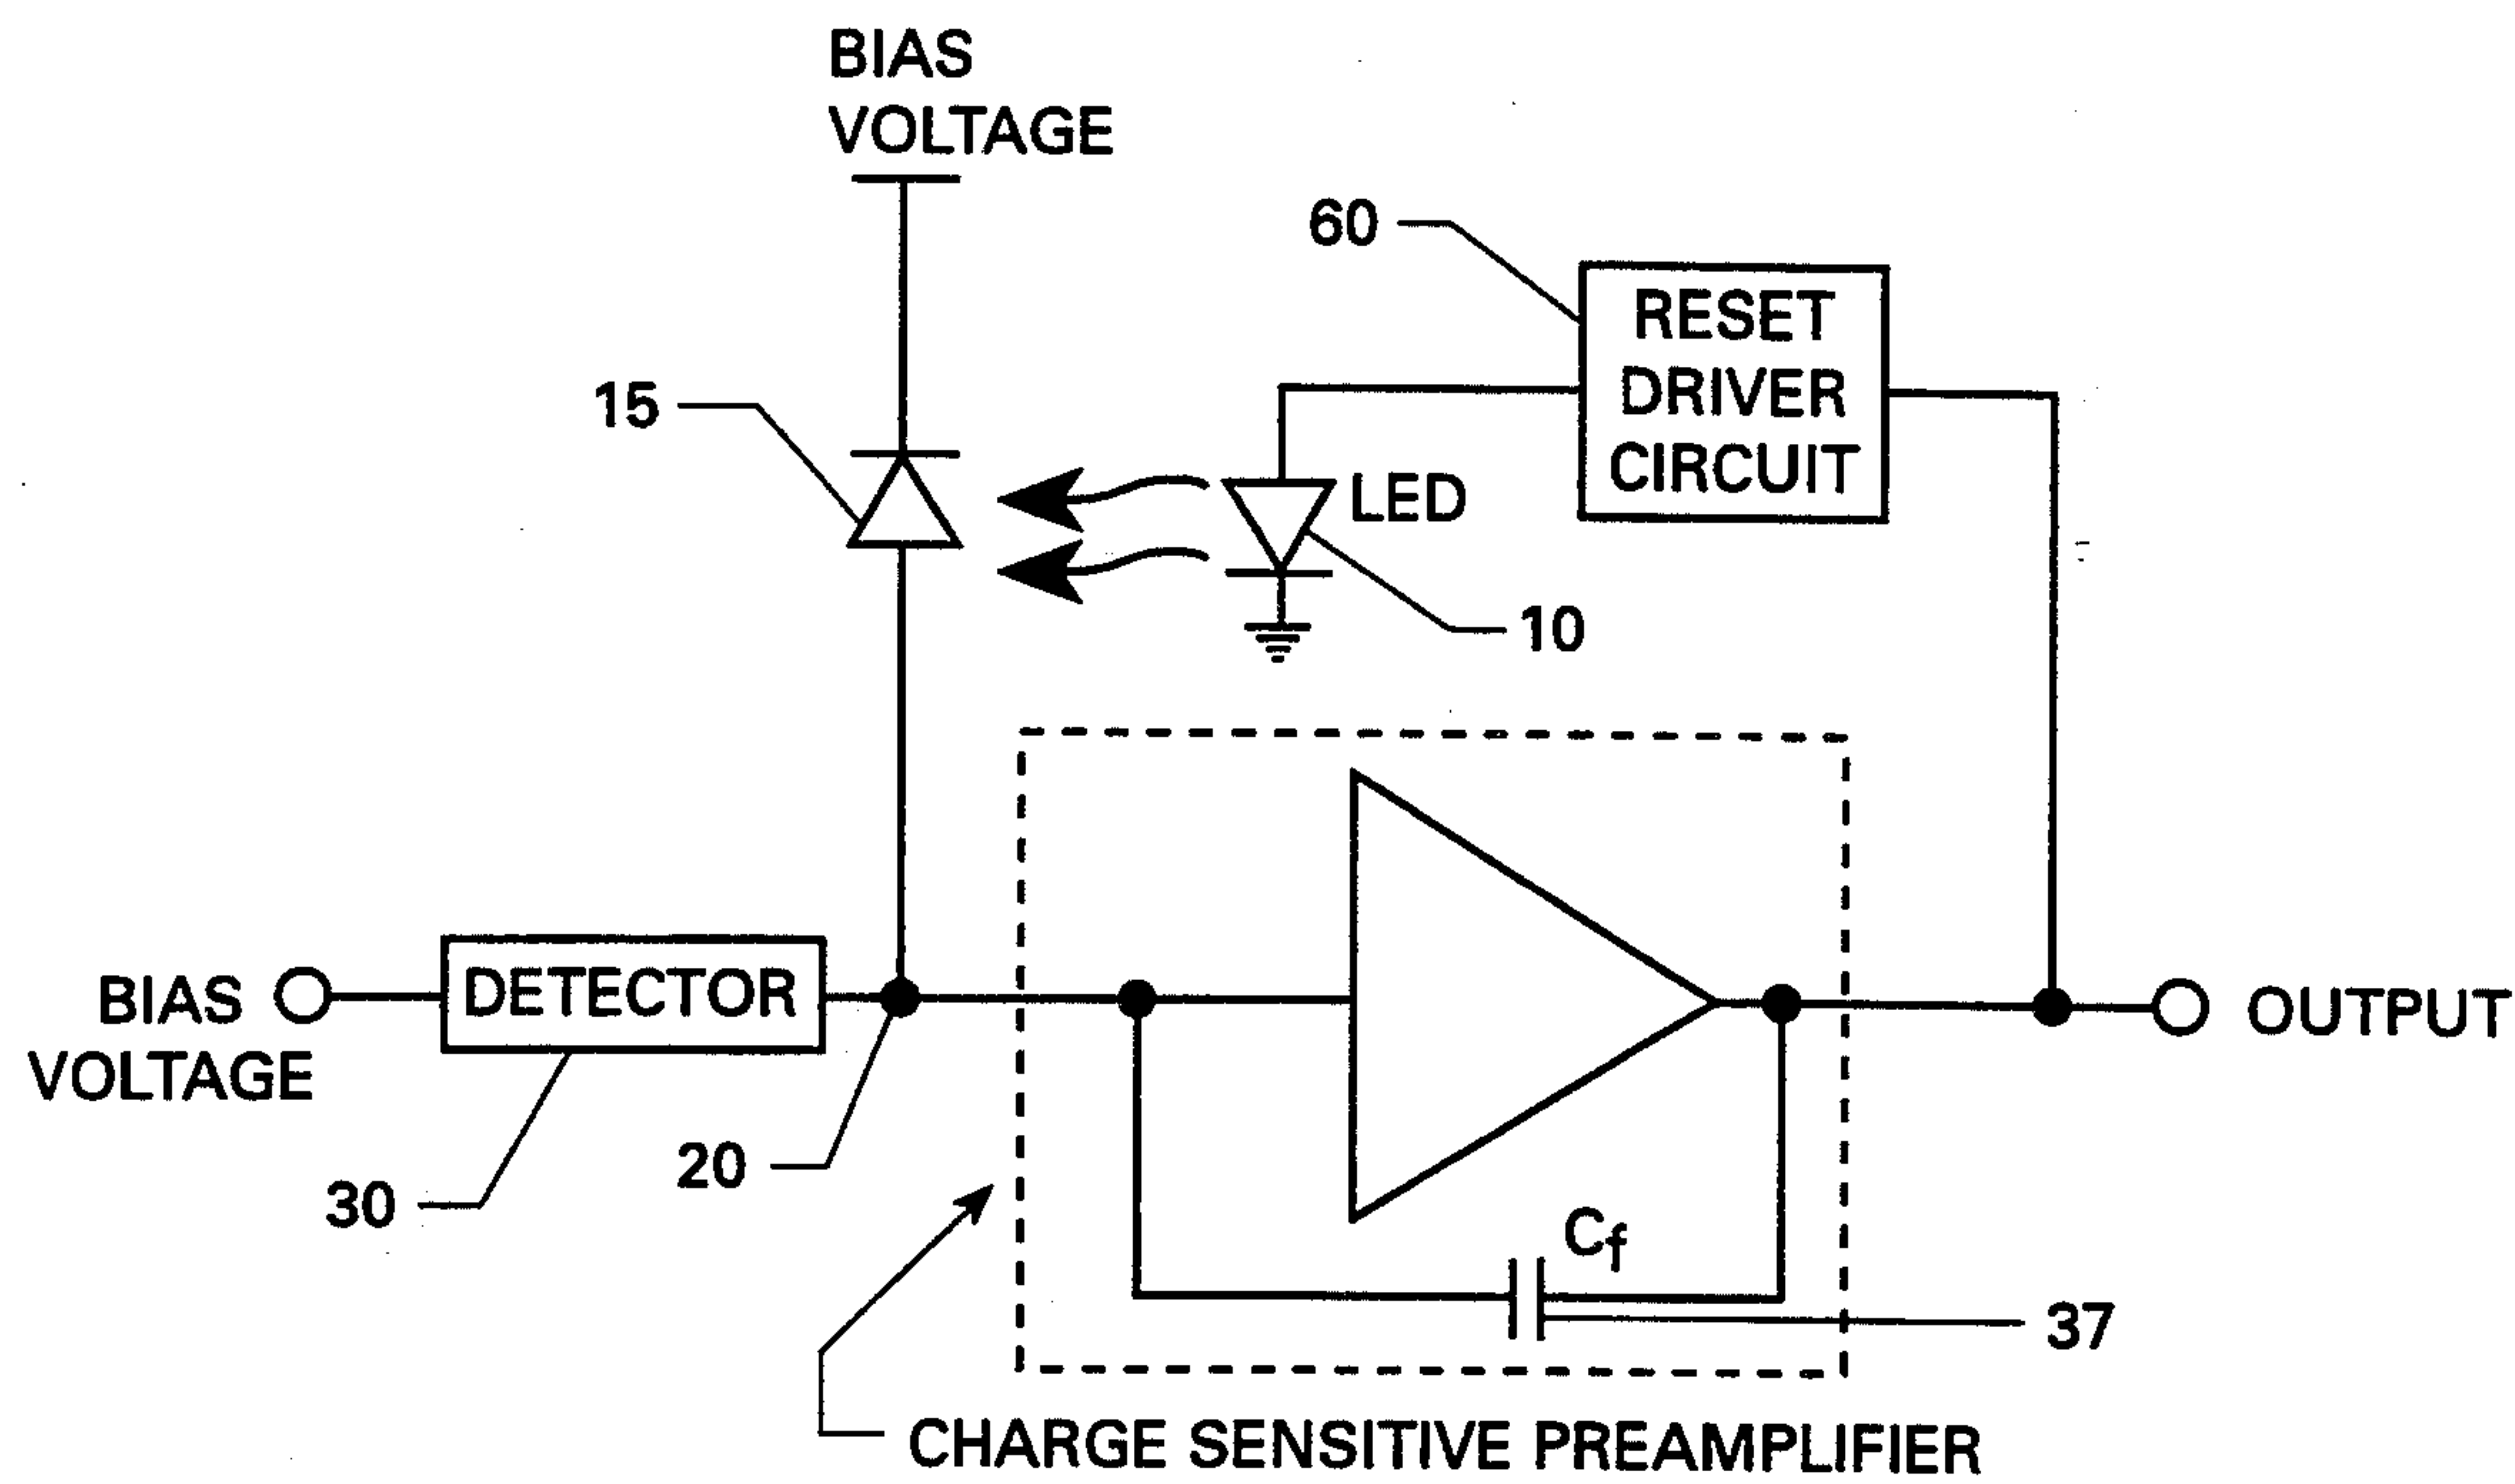 BIAS
VOLTAGE
60
RESET
DRIVER
CIRCUIT
15
LED
10
BIAS
VOLTAGE
DETECTOR
OUTPUT
20
30
Cf
37
CHARGE SENSITIVE PREAMPLIFIER